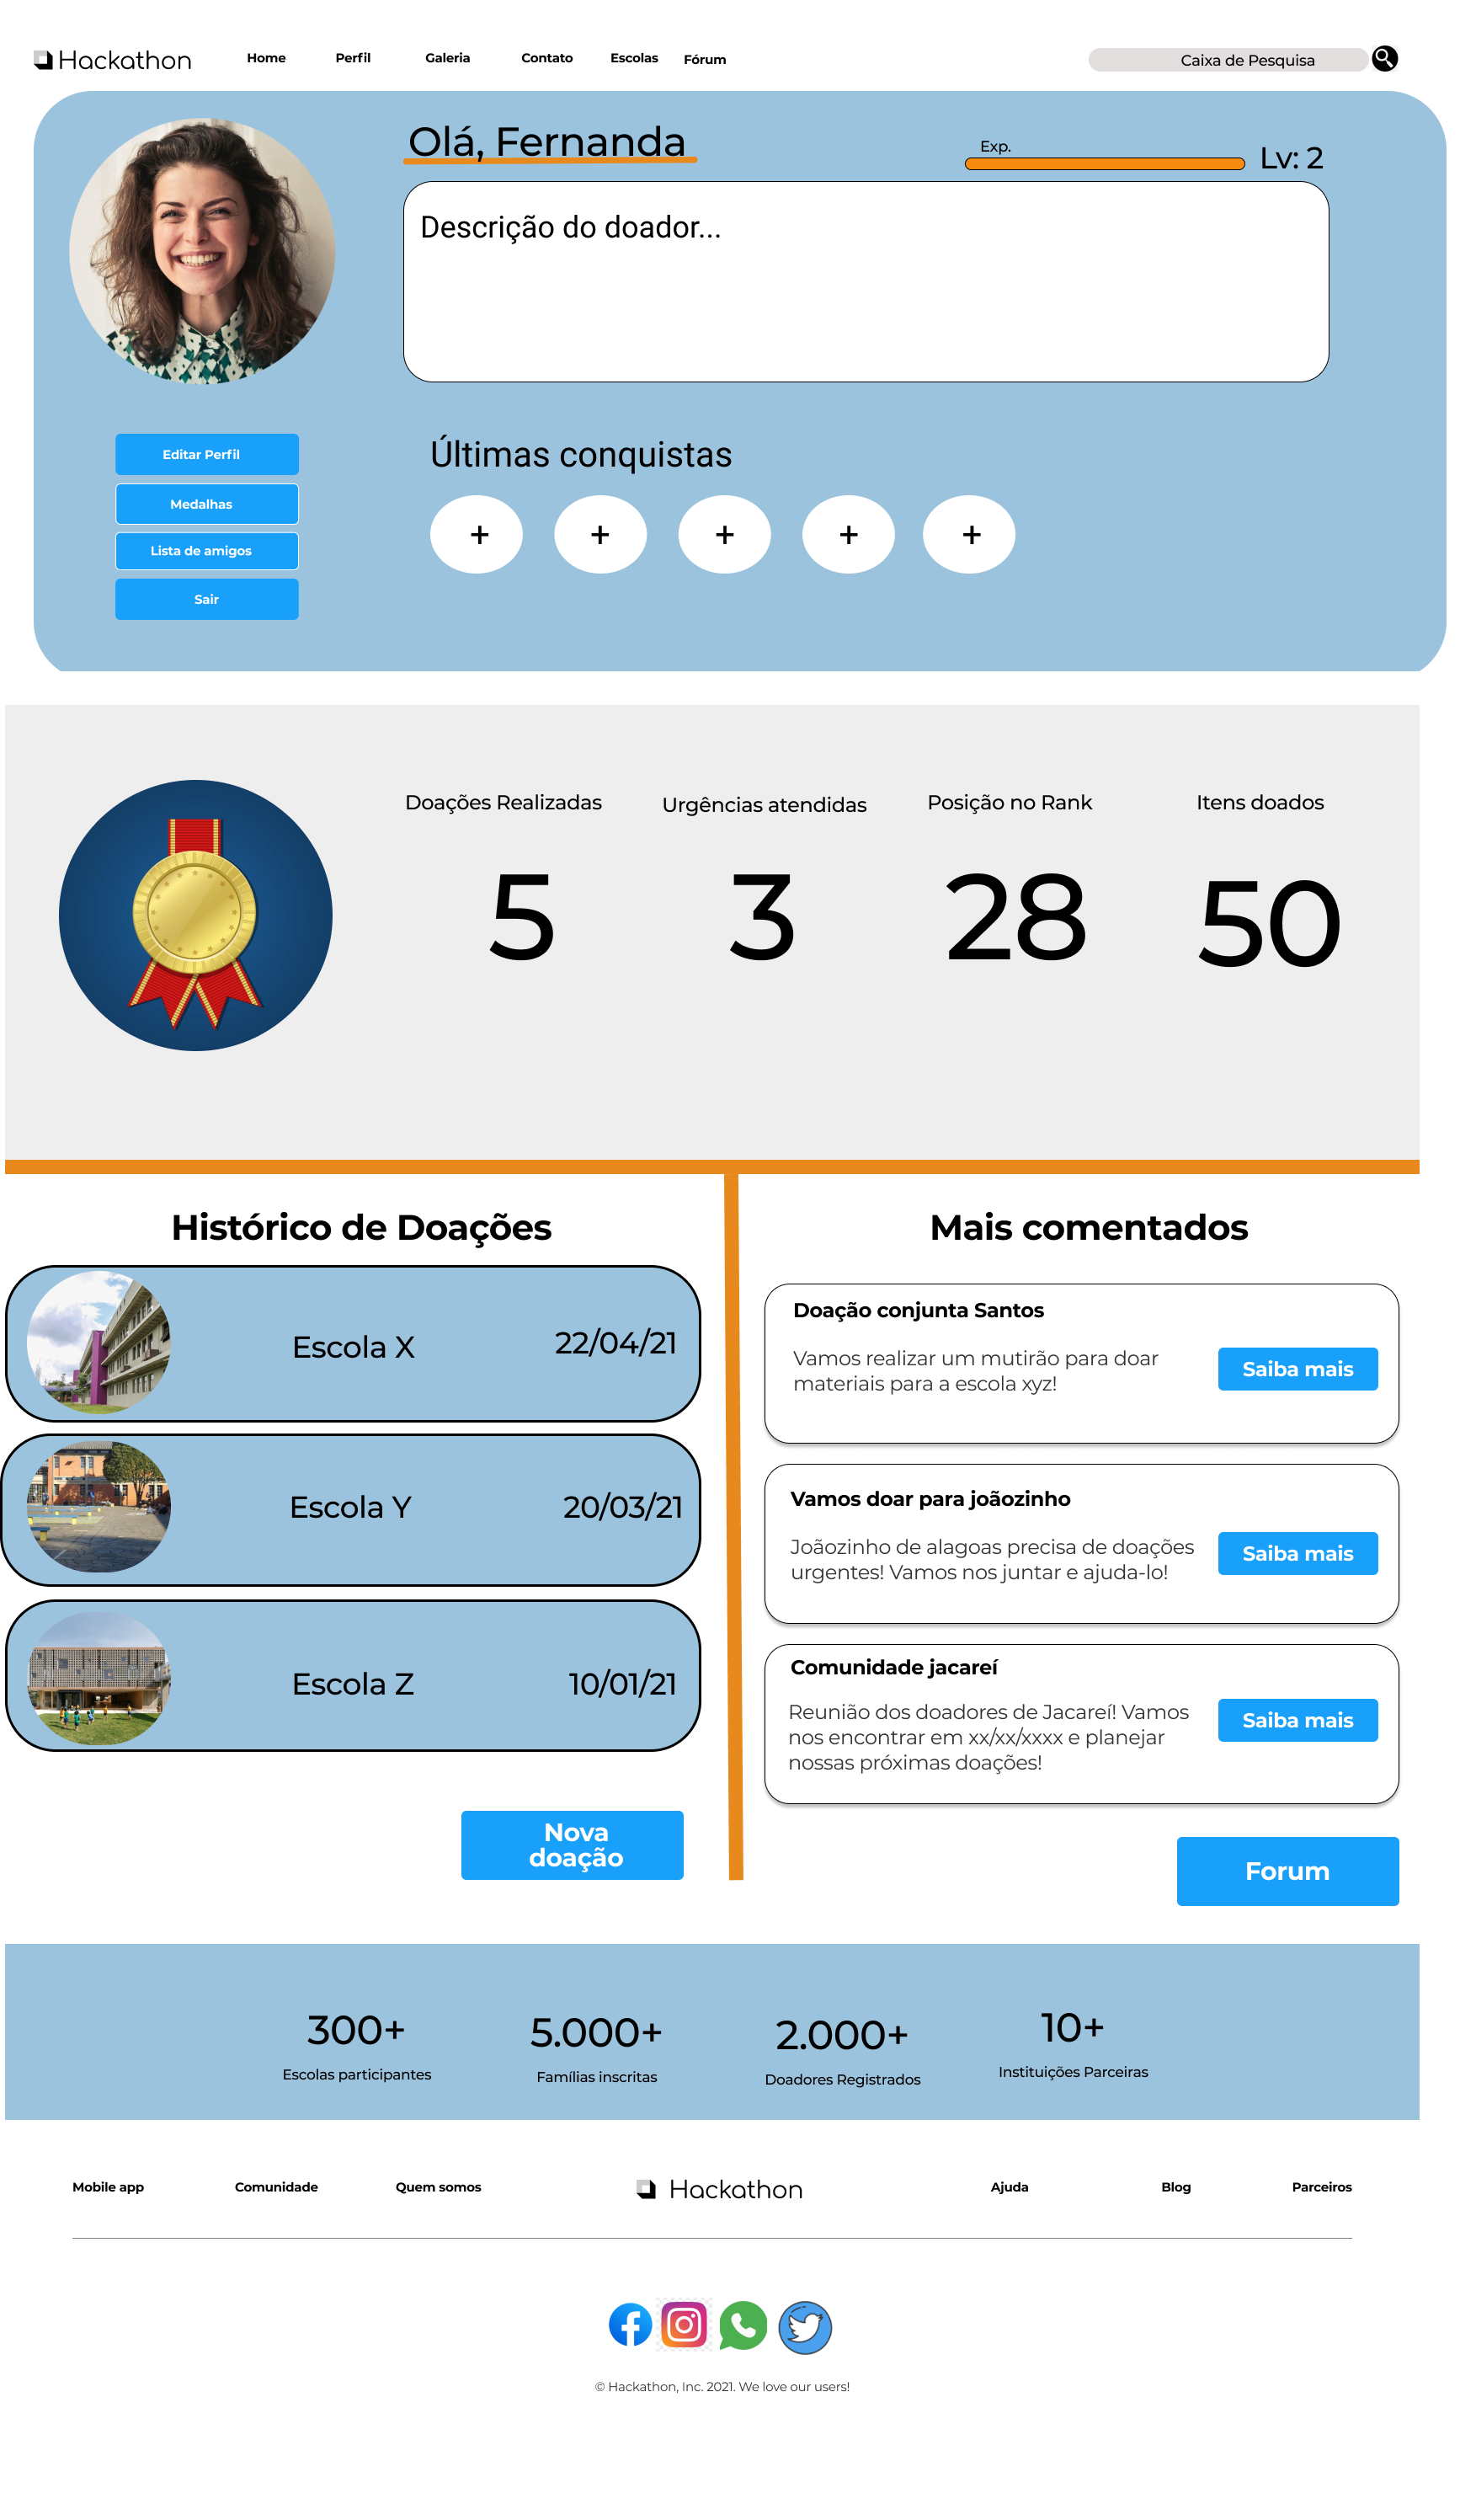 Hackathon
Home
Perfil
Galeria
Contato
Escolas
Fórum
Caixa de Pesquisa
Olá, Fernanda
Exp.
Lv: 2
Descrição do doador...
Editar Perfil
Medalhas
Lista de amigos
Sair
Últimas conquistas
+
+
+
+
+
Doações Realizadas
5
Urgências atendidas
3
Posição no Rank
28
Itens doados
50
Histórico de Doações
Escola X
22/04/21
Escola Y
20/03/21
Escola Z
10/01/21
Nova
doação
Mais comentados
Doação conjunta Santos
Vamos realizar um mutirão para doar
materiais para a escola xyz!
Saiba mais
Vamos doar para joãozinho
Joãozinho de alagoas precisa de doações
urgentes! Vamos nos juntar e ajuda-lo!
Saiba mais
Comunidade jacareí
Reunião dos doadores de Jacareí! Vamos
nos encontrar em xx/xx/xxxx e planejar
nossas próximas doações!
Saiba mais
Forum
300+
Escolas participantes
5.000+
Famílias inscritas
2.000+
Doadores Registrados
10+
Instituições Parceiras
Mobile app
Comunidade
Quem somos
Hackathon
Ajuda
Blog
Parceiros
© Hackathon, Inc. 2021. We love our users!